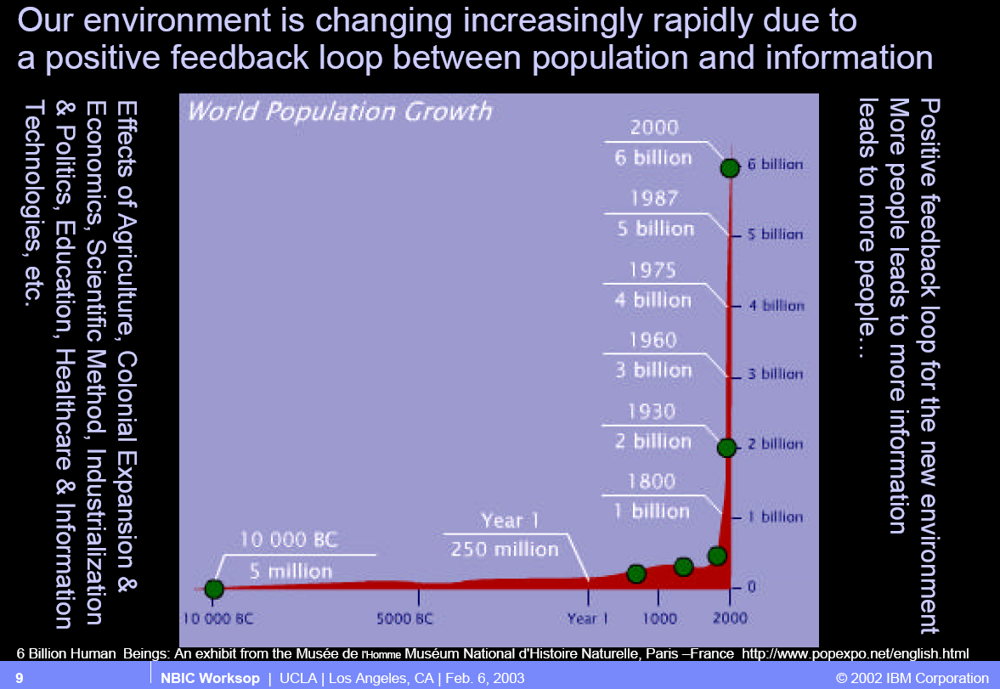 Our environment is changing increasingly rapidly due to
a positive feedback loop between population and information
Effects of Agriculture, Colonial Expansion &
Economics, Scientific Method, Industrialization
& Politics, Education, Healthcare & Information
Technologies, etc.
World Population Growth
2000
6 billion
6 billion
1987
5 billion
5 billion
1975
4 billion
4 billion
1960
3 billion
3 billion
1930
2 billion
2 billion
1800
1 billion
1 billion
Year 1
250 million
10 000 BC
5 million
0
10 000 BC
5000 BC
Year 1
1000
2000
Positive feedback loop for the new environment
More people leads to more information
leads to more people...
6 Billion Human Beings: An exhibit from the Musée de l'Homme Muséum National d'Histoire Naturelle, Paris –France http://www.popexpo.net/english.html
9 NBIC Worksop | UCLA | Los Angeles, CA | Feb. 6, 2003 © 2002 IBM Corporation